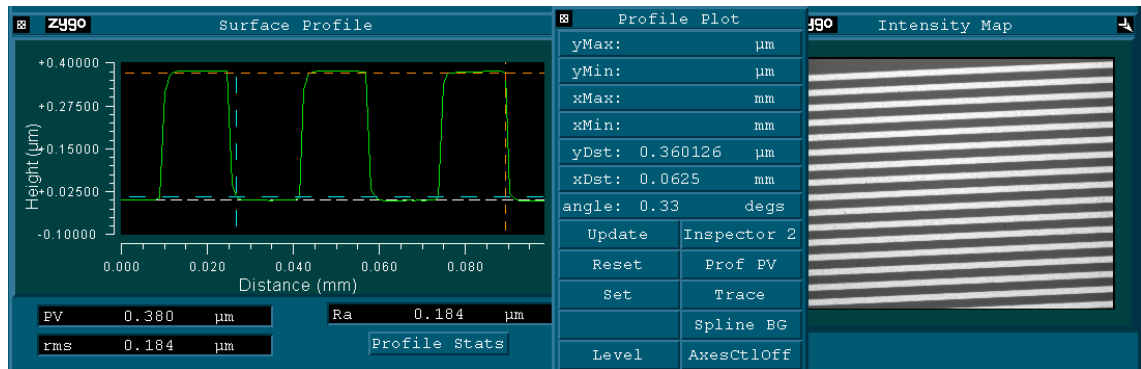 zygo Surface Profile
+0.40000
+0.27500
+0.15000
+0.02500
-0.10000
Height (µm)
0.000 0.020 0.040 0.060 0.080
Distance (mm)
PV 0.380 µm
rms 0.184 µm
Ra 0.184 µm
Profile Stats
Profile Plot
yMax: µm
yMin: µm
xMax: mm
xMin: mm
yDst: 0.360126 µm
xDst: 0.0625 mm
angle: 0.33 degs
Update Inspector 2
Reset Prof PV
Set Trace
Spline BG
Level AxesCtlOff
ygo Intensity Map